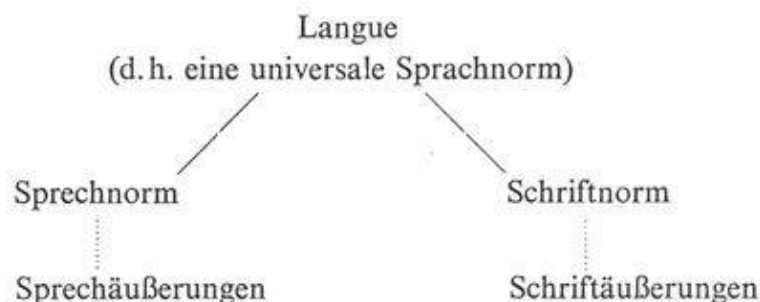 Langue
(d. h. eine universale Sprachnorm)
Sprechnorm Schriftnorm
Sprechäußerungen Schriftäußerungen